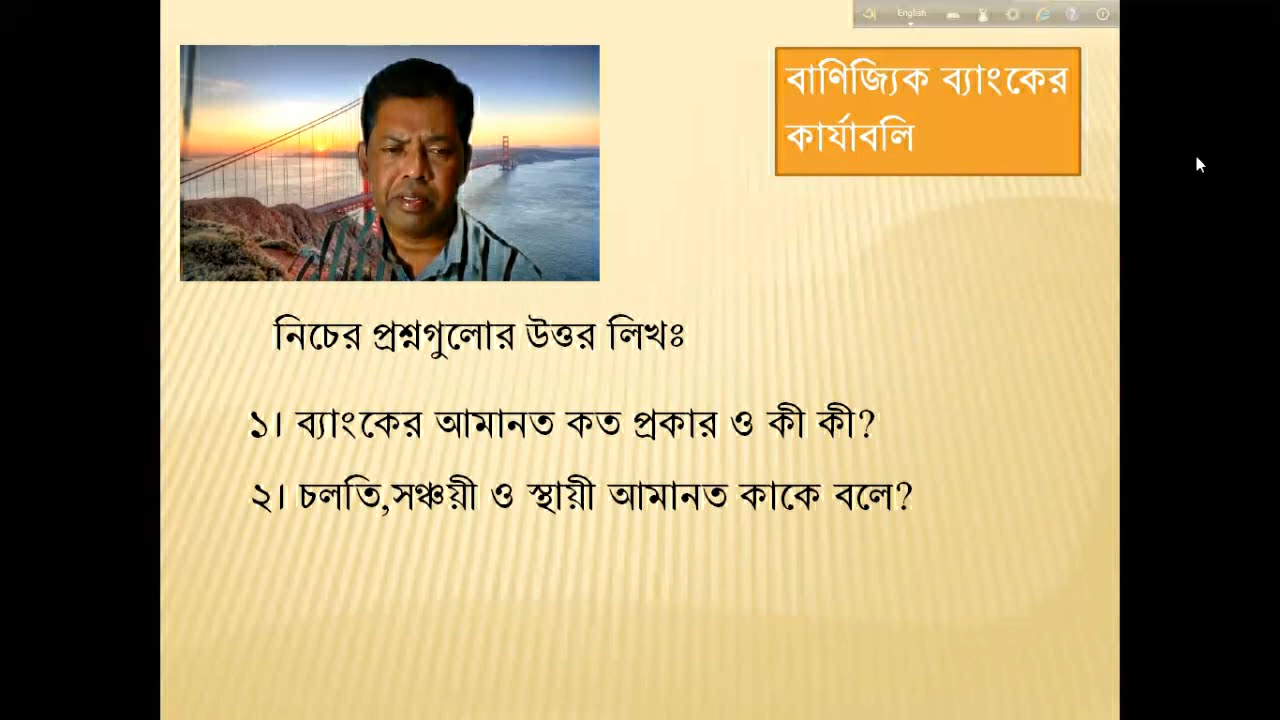 English
বাণিজ্যিক ব্যাংকের
কার্যাবলি
নিচের প্রশ্নগুলোর উত্তর লিখঃ
১। ব্যাংকের আমানত কত প্রকার ও কী কী?
২। চলতি,সঞ্চয়ী ও স্থায়ী আমানত কাকে বলে?